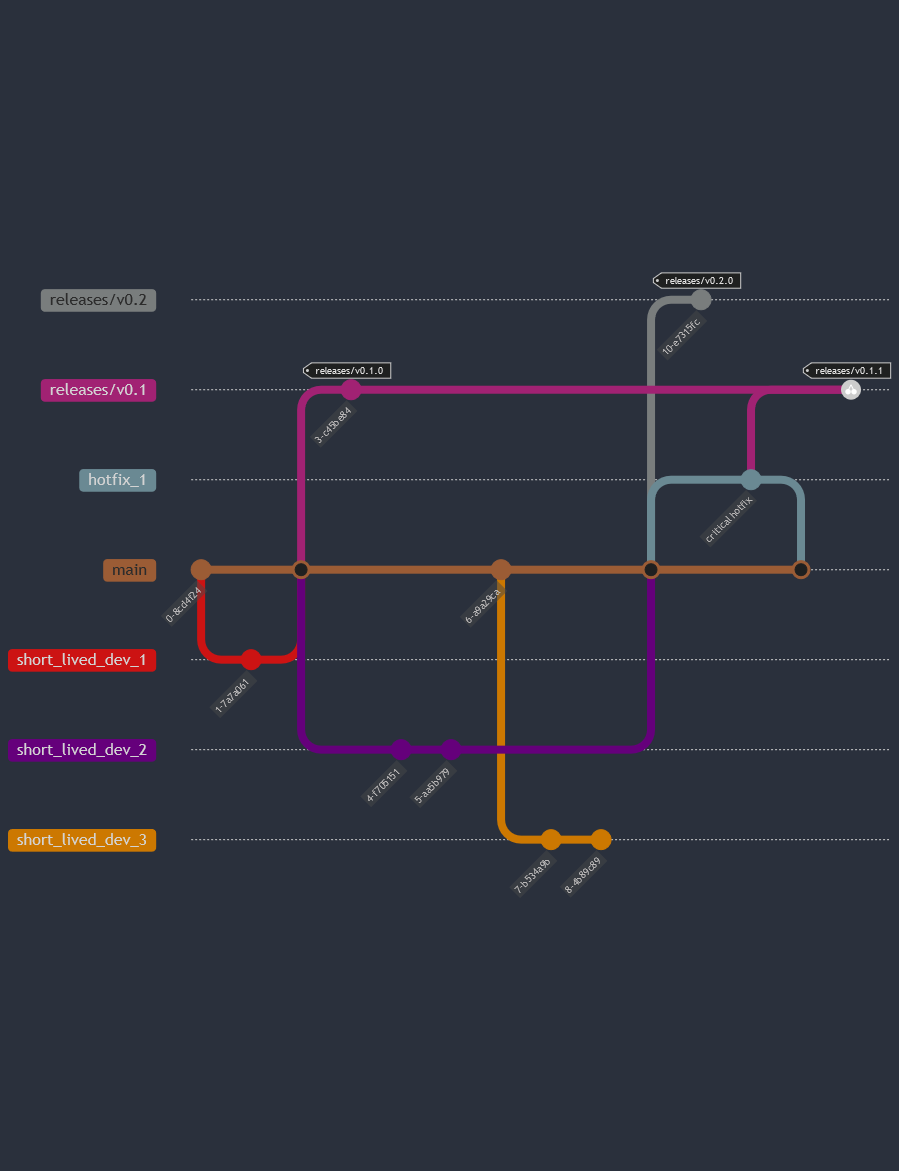 releases/v0.2.0
releases/v0.2
10-e7315fc
releases/v0.1.0
releases/v0.1.1
releases/v0.1
3-c45be84
hotfix_1
critical hotfix
main
0-8cd4f24
6-a9a29ca
short_lived_dev_1
1-7a7a061
short_lived_dev_2
4-f705151
5-aa5b979
short_lived_dev_3
7-b534a9b
8-4b89c89